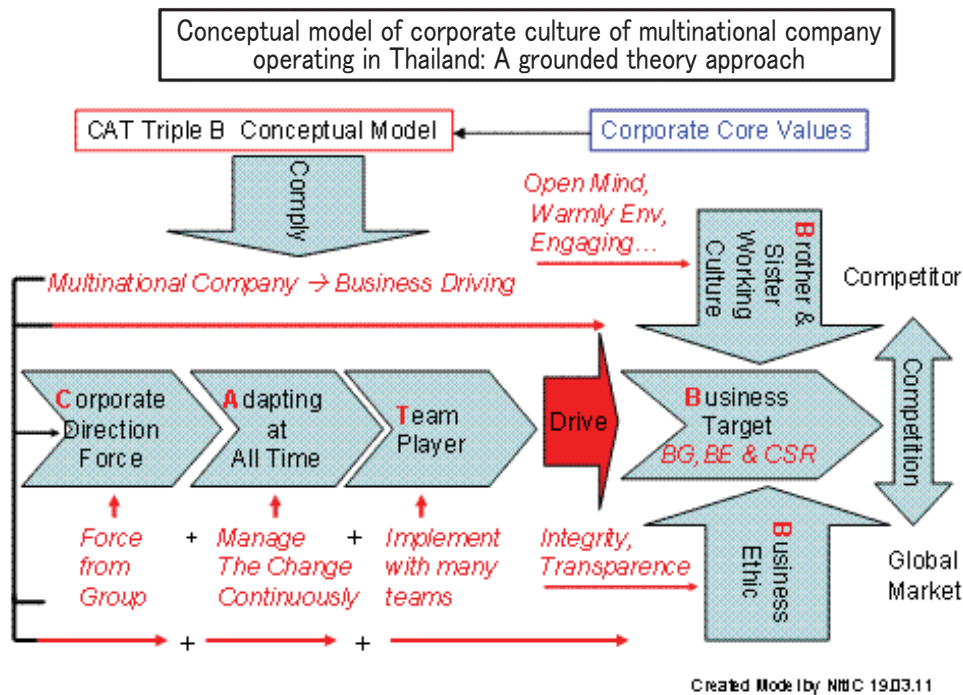 Conceptual model of corporate culture of multinational company
operating in Thailand: A grounded theory approach
CAT Triple B Conceptual Model
Corporate Core Values
Comply
Open Mind,
Warmly Env,
Engaging...
Brother &
Sister
Working
Culture
Competitor
Multinational Company → Business Driving
Corporate
Direction
Force
Adapting
at
All Time
Team
Player
Drive
Business
Target
BG, BE & CSR
Competition
Force
from
Group
+
Manage
The Change
Continuously
+
Implement
with many
teams
Integrity,
Transparence
Business
Ethic
Global
Market
+
+
Created Model by 19.03.11